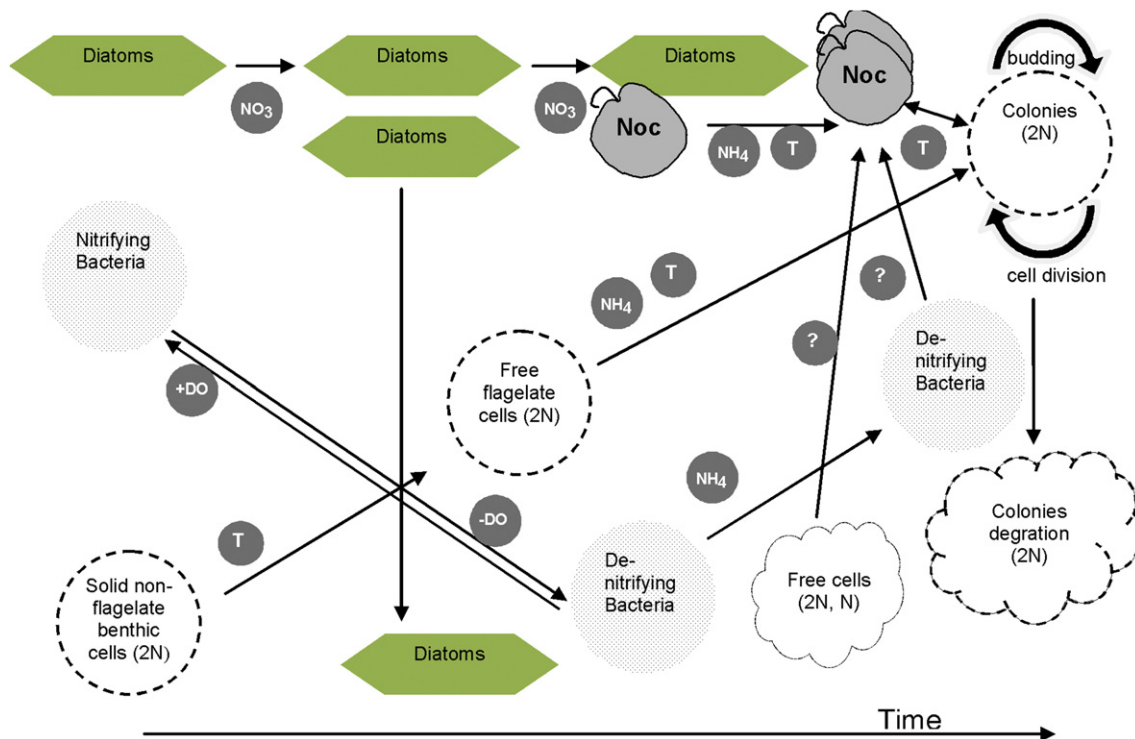 Diatoms
Diatoms
Diatoms
budding
NO3
NO3
Noc
Noc
Colonies
(2N)
Diatoms
NH4
T
T
Nitrifying
Bacteria
cell division
NH4
T
?
?
De-
nitrifying
Bacteria
+DO
Free
flagelate
cells (2N)
NH4
-DO
T
Colonies
degration
(2N)
Solid non-
flagelate
benthic
cells (2N)
De-
nitrifying
Bacteria
Free cells
(2N, N)
Diatoms
Time